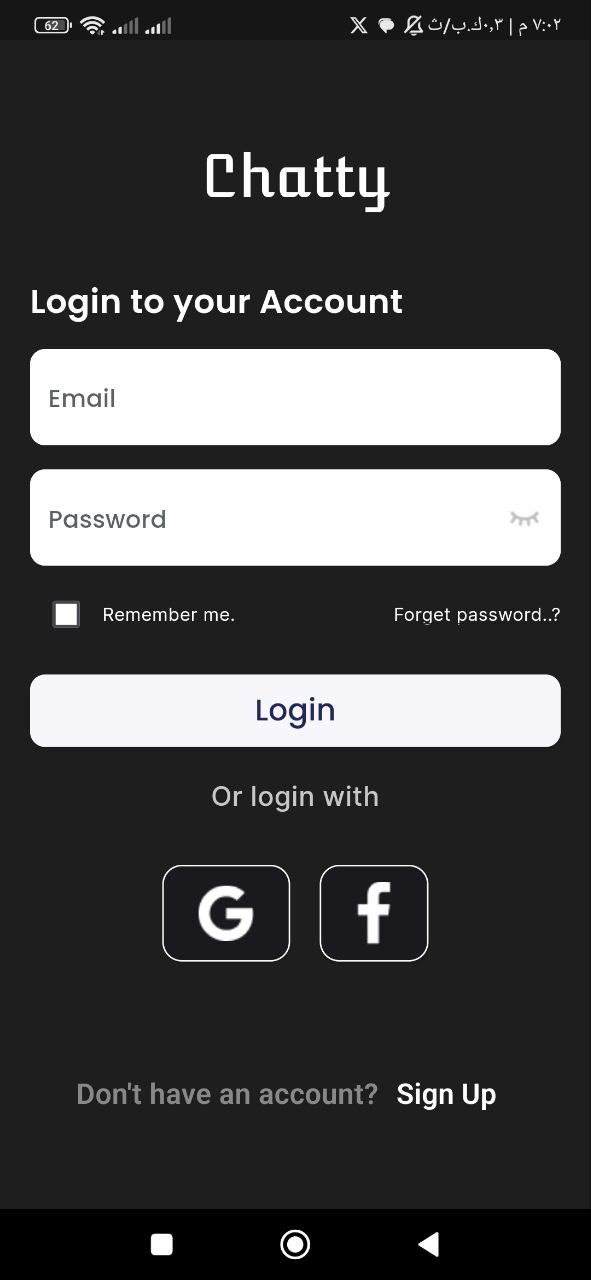 62 ٧:٠٢ م | ٠,٣ك.ب/ث
Chatty
Login to your Account
Email
Password
Remember me. Forget password..?
Login
Or login with
G f
Don't have an account? Sign Up